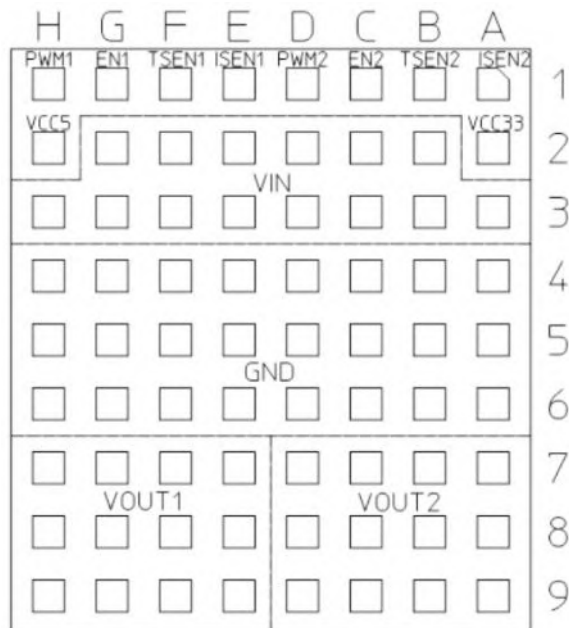 H G F E D C B A
PWM1 EN1 TSEN1 ISEN1 PWM2 EN2 TSEN2 ISEN2
1
VCC5 VCC33
2
VIN
3
4
5
GND
6
7
VOUT1 VOUT2
8
9